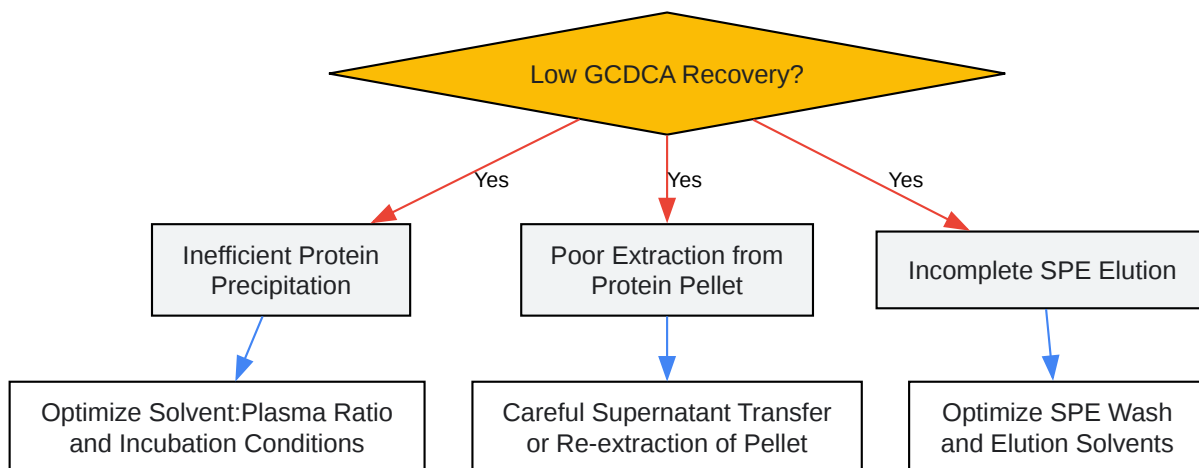 Low GCDCA Recovery?
Yes
Yes
Yes
Inefficient Protein
Precipitation
Poor Extraction from
Protein Pellet
Incomplete SPE Elution
Optimize Solvent:Plasma Ratio
and Incubation Conditions
Careful Supernatant Transfer
or Re-extraction of Pellet
Optimize SPE Wash
and Elution Solvents